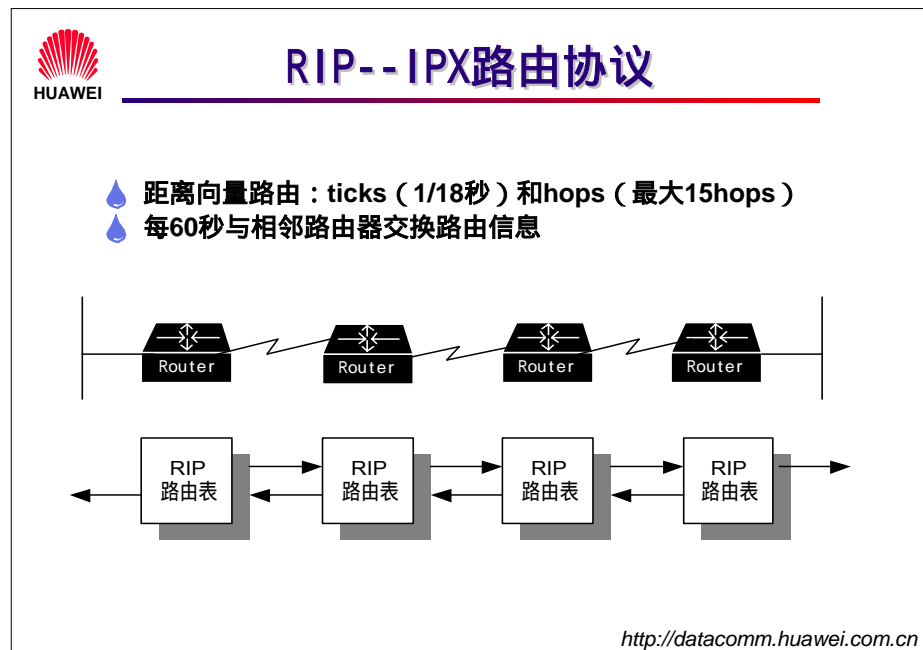 HUAWEI
RIP--IPX路由协议
距离向量路由：ticks（1/18秒）和hops（最大15hops）
每60秒与相邻路由器交换路由信息
Router Router Router Router
RIP RIP RIP RIP
路由表 路由表 路由表 路由表
http://datacomm.huawei.com.cn